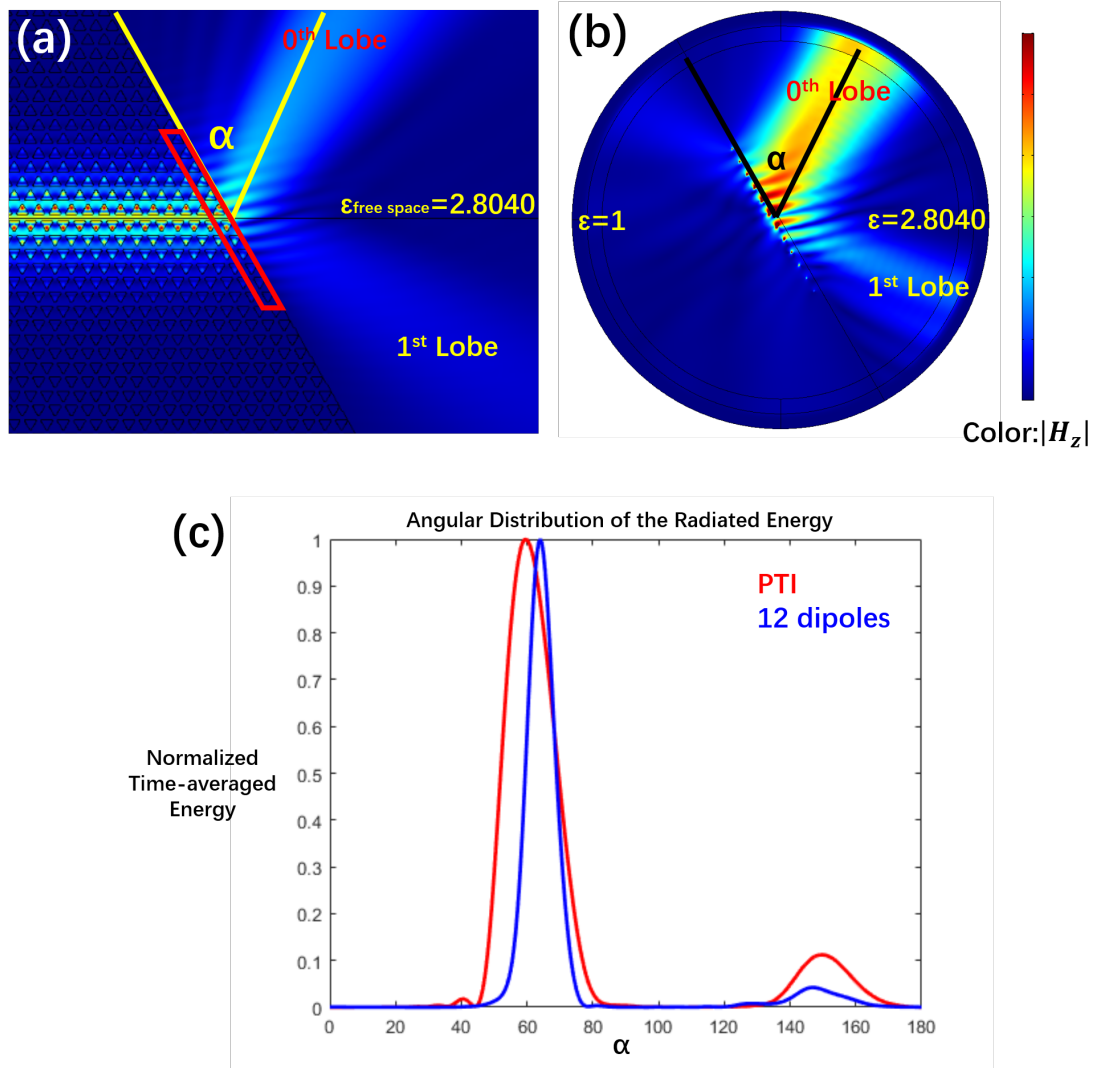 (a)
0th Lobe
α
εfree space=2.8040
1st Lobe
(b)
0th Lobe
α
ε=1
ε=2.8040
1st Lobe
Color:|Hz|
(c)
Angular Distribution of the Radiated Energy
PTI
12 dipoles
Normalized
Time-averaged
Energy
1
0.9
0.8
0.7
0.6
0.5
0.4
0.3
0.2
0.1
0
0 20 40 60 80 100 120 140 160 180
α